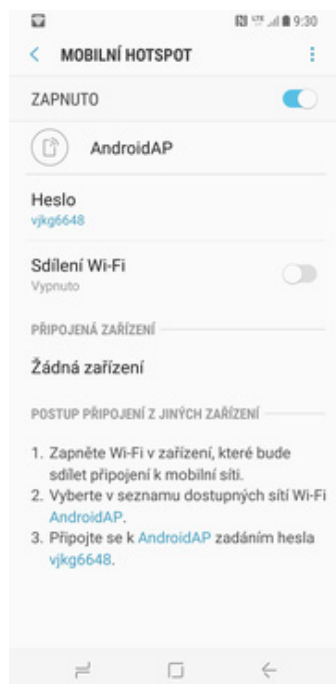 LTE 9:30
MOBILNÍ HOTSPOT
ZAPNUTO
AndroidAP
Heslo
vjkg6648
Sdílení Wi-Fi
Vypnuto
PŘIPOJENÁ ZAŘÍZENÍ
Žádná zařízení
POSTUP PŘIPOJENÍ Z JINÝCH ZAŘÍZENÍ
1. Zapněte Wi-Fi v zařízení, které bude
sdílet připojení k mobilní síti.
2. Vyberte v seznamu dostupných sítí Wi-Fi
AndroidAP.
3. Připojte se k AndroidAP zadáním hesla
vjkg6648.